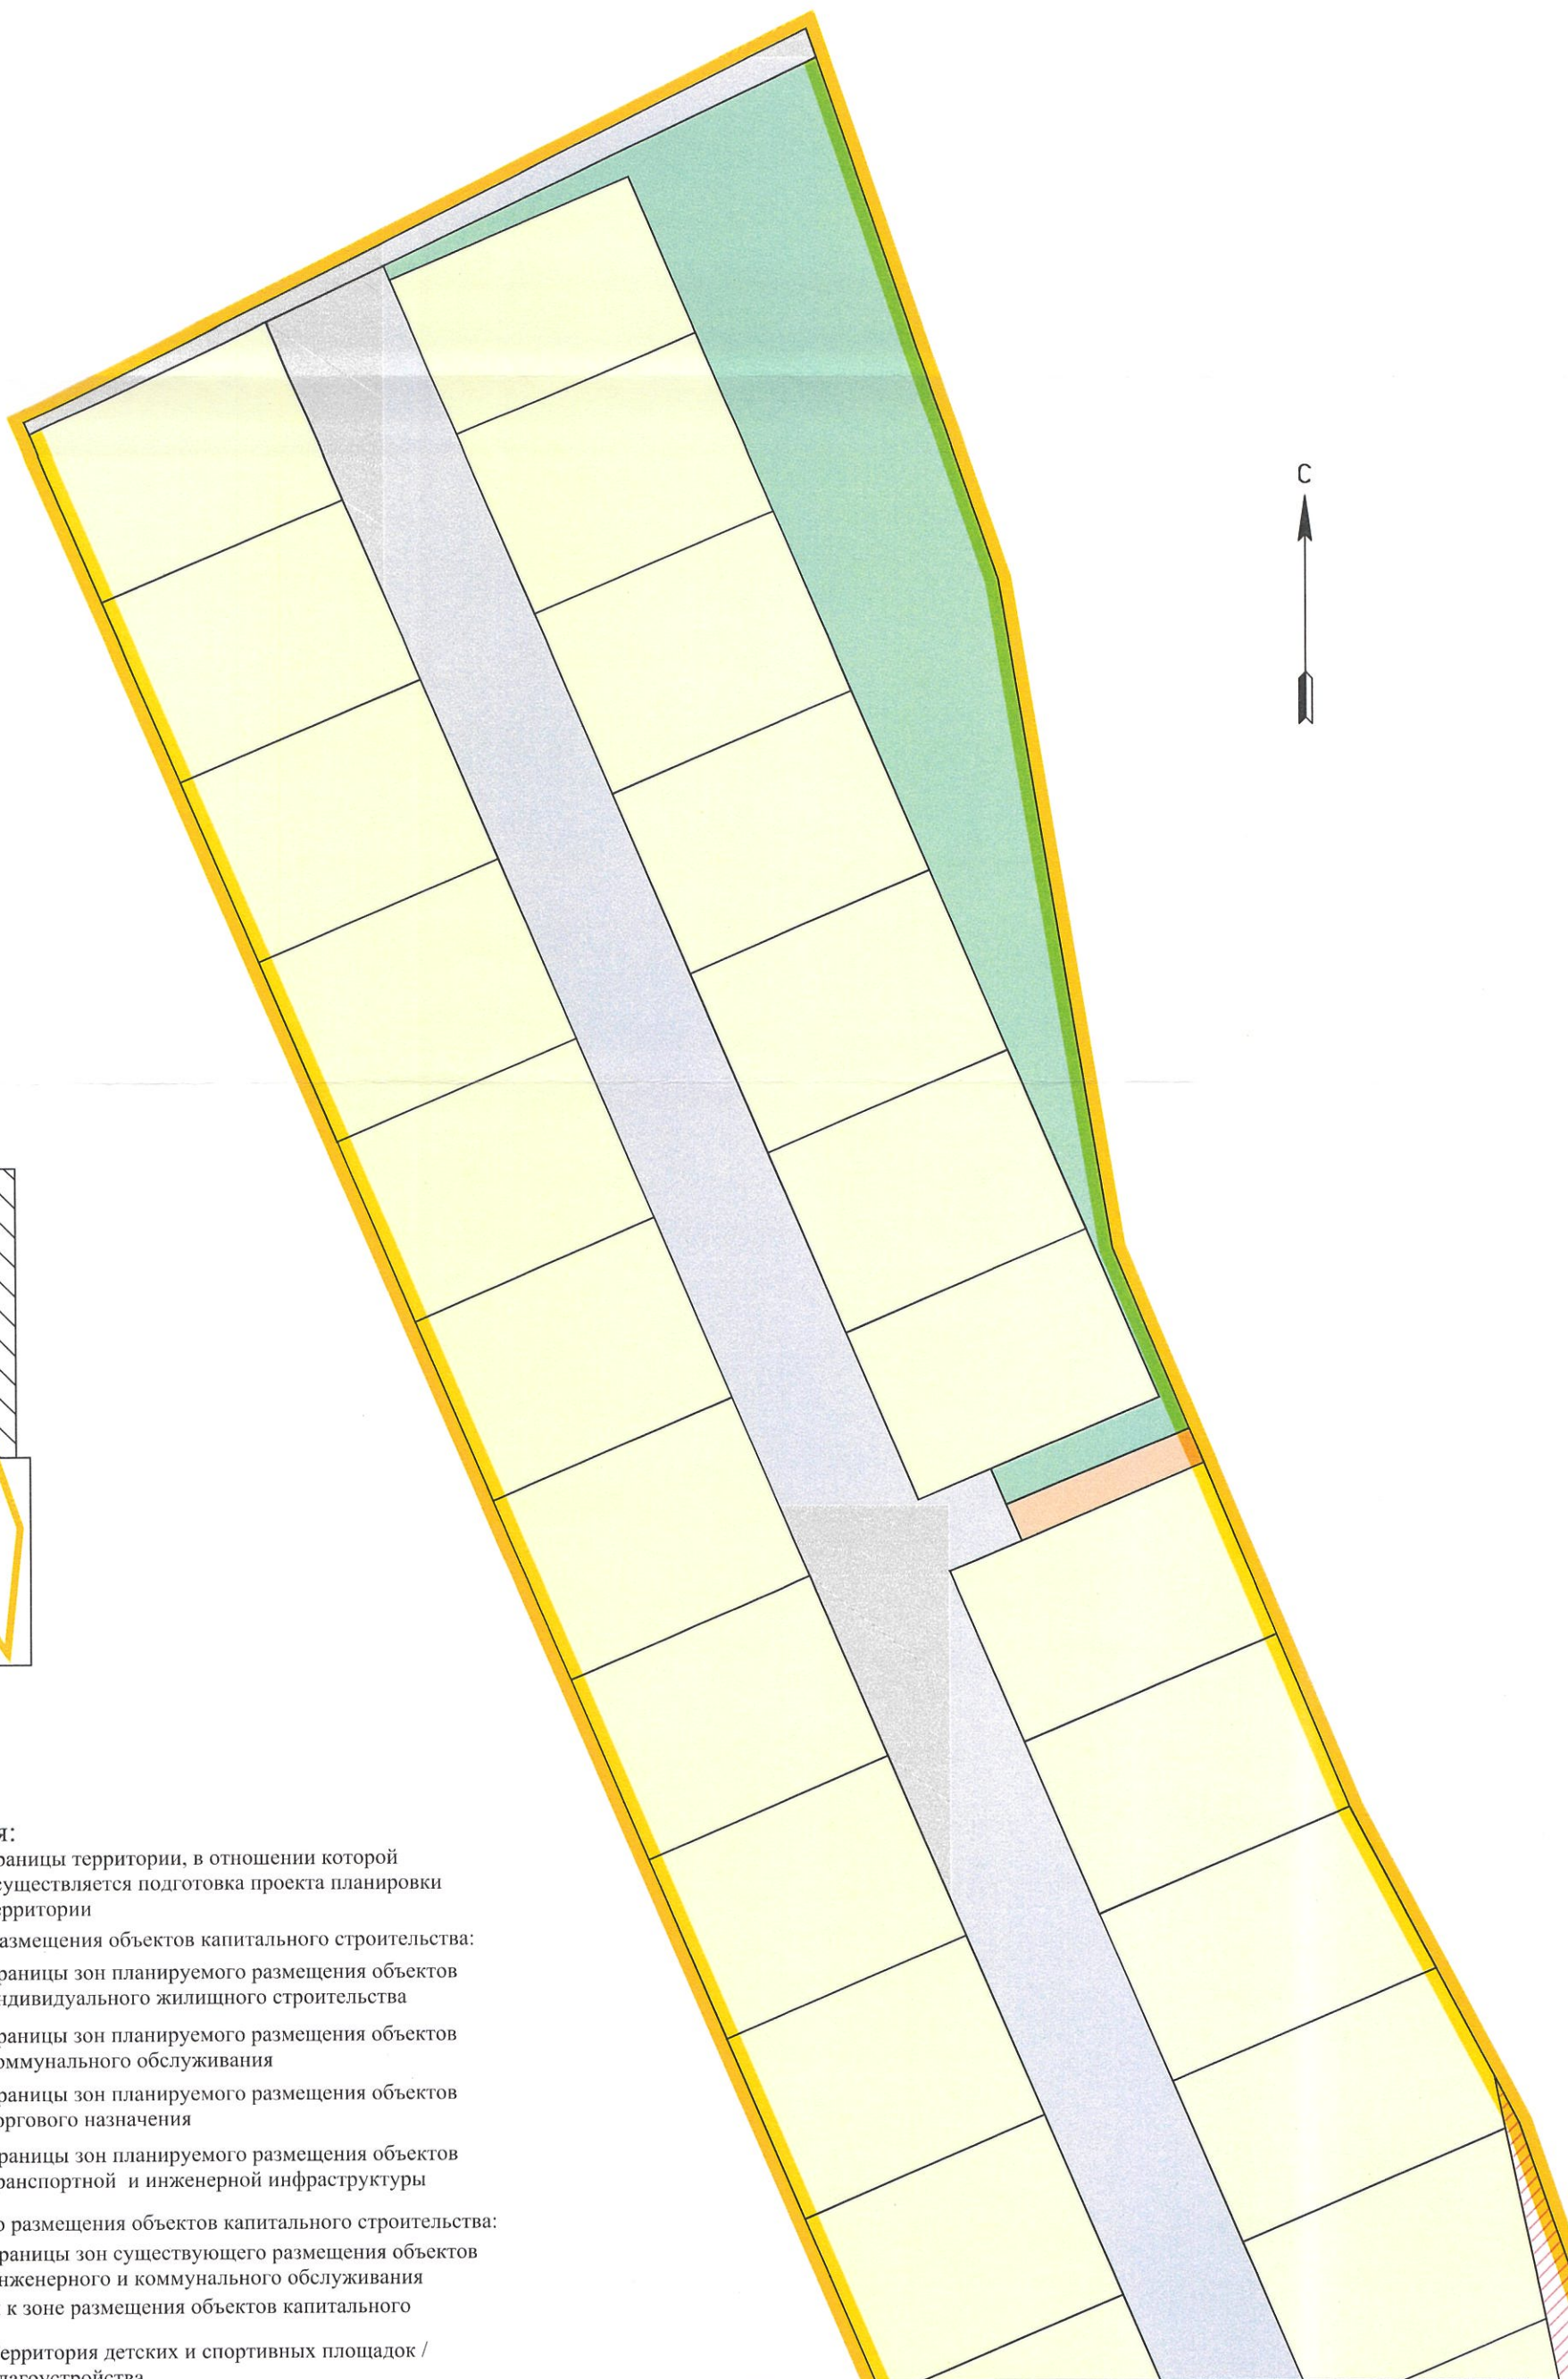 С
я:
раницы территории, в отношении которой
существляется подготовка проекта планировки
ерритории
азмещения объектов капитального строительства:
раницы зон планируемого размещения объектов
ндивидуального жилищного строительства
раницы зон планируемого размещения объектов
оммунального обслуживания
раницы зон планируемого размещения объектов
оргового назначения
раницы зон планируемого размещения объектов
ранспортной и инженерной инфраструктуры
о размещения объектов капитального строительства:
раницы зон существующего размещения объектов
нженерного и коммунального обслуживания
к зоне размещения объектов капитального
ерритория детских и спортивных площадок /
лагоустройства